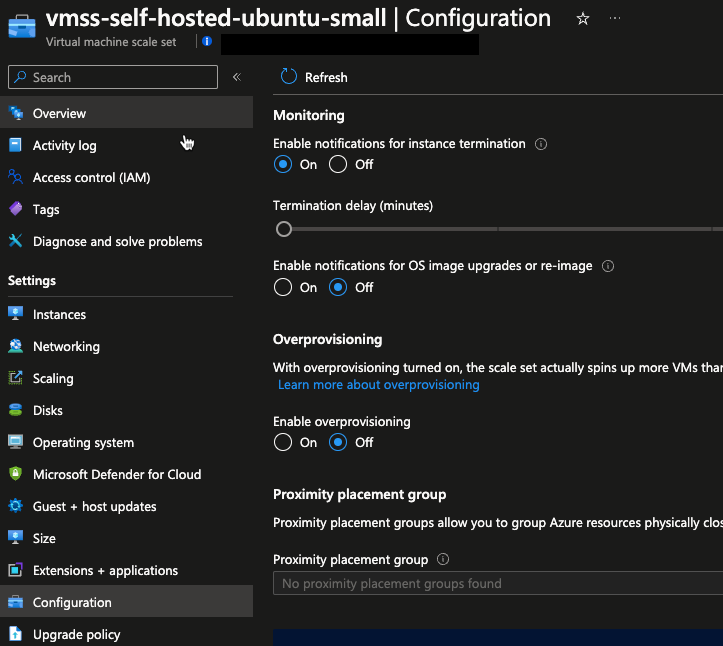 vmss-self-hosted-ubuntu-small | Configuration
Virtual machine scale set
Search
Overview
Activity log
Access control (IAM)
Tags
Diagnose and solve problems
Settings
Instances
Networking
Scaling
Disks
Operating system
Microsoft Defender for Cloud
Guest + host updates
Size
Extensions + applications
Configuration
Upgrade policy
Refresh
Monitoring
Enable notifications for instance termination
On Off
Termination delay (minutes)
Enable notifications for OS image upgrades or re-image
On Off
Overprovisioning
With overprovisioning turned on, the scale set actually spins up more VMs than
Learn more about overprovisioning
Enable overprovisioning
On Off
Proximity placement group
Proximity placement groups allow you to group Azure resources physically clos
Proximity placement group
No proximity placement groups found